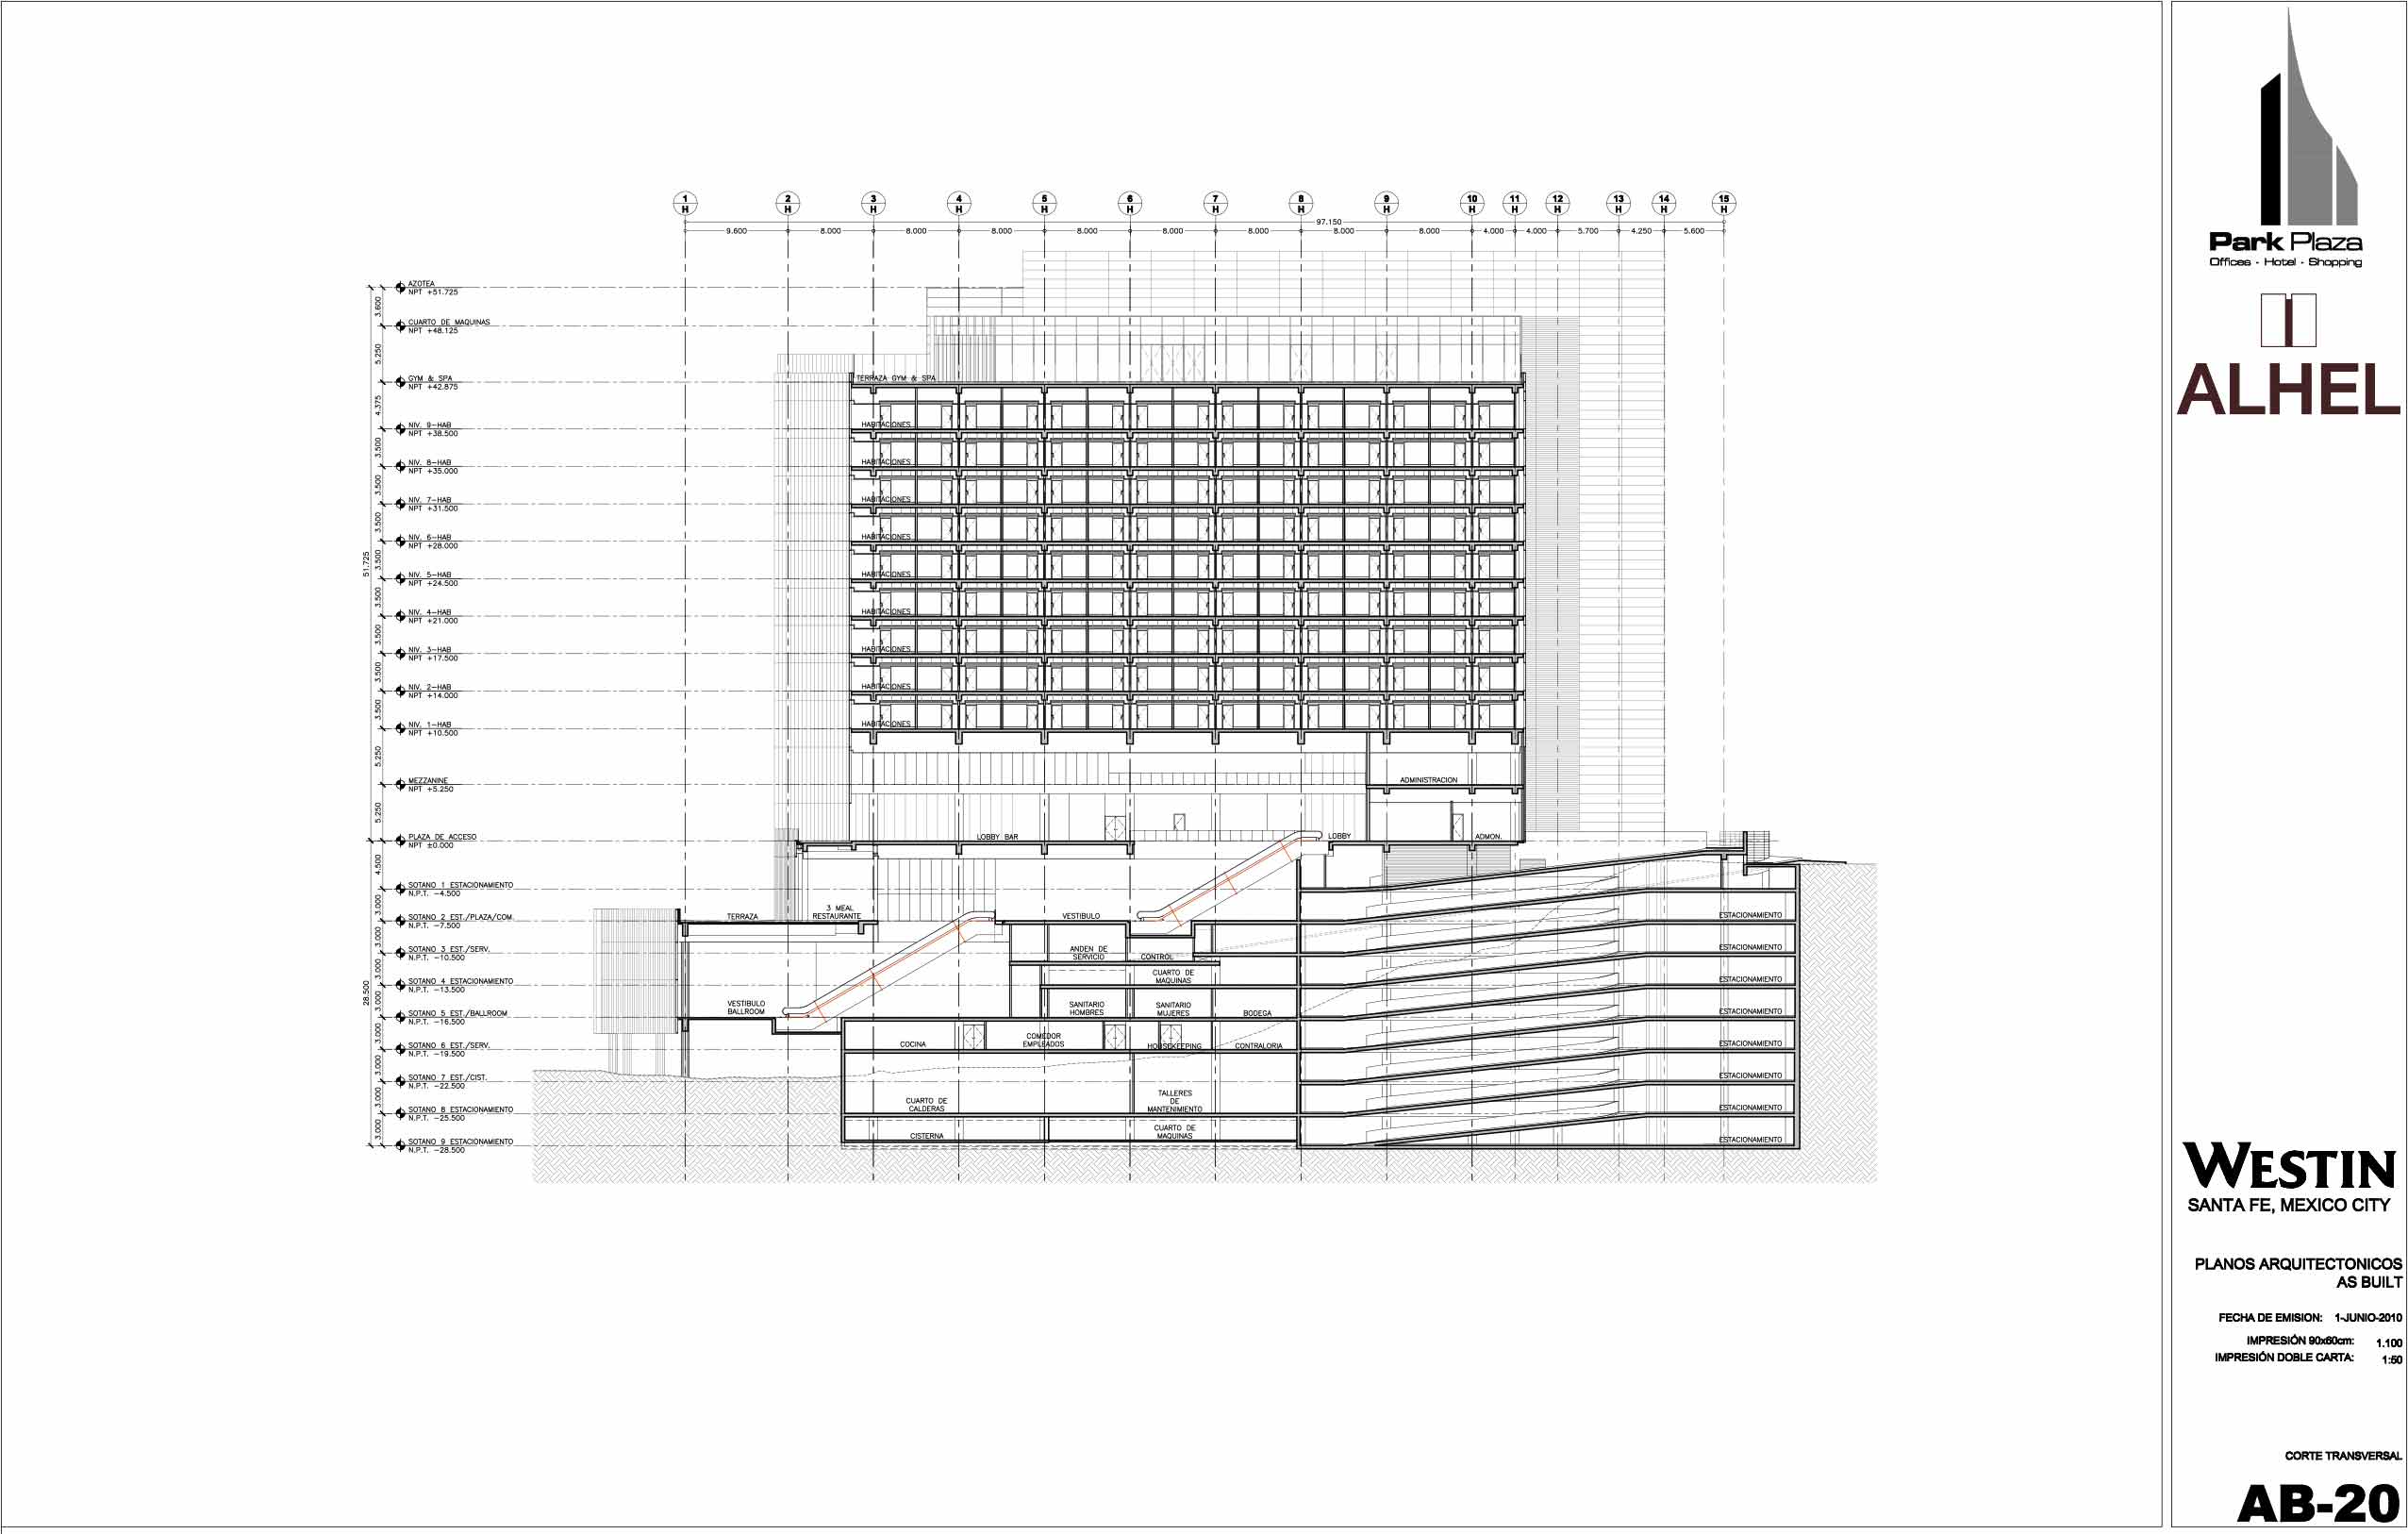 1 2 3 4 5 6 7 8 9 10 11 12 13 14 15
H H H H H H H H H H H H H H H
97.150
9.600 8.000 8.000 8.000 8.000 8.000 8.000 8.000 8.000 4.000 4.000 5.700 4.250 5.600
AZOTEA
NPT +51.725
3.600
CUARTO DE MAQUINAS
NPT +48.125
5.250
GYM & SPA
NPT +42.875
TERRAZA GYM & SPA
4.375
NIV. 9-HAB
NPT +38.500
HABITACIONES
3.500
NIV. 8-HAB
NPT +35.000
HABITACIONES
3.500
NIV. 7-HAB
NPT +31.500
HABITACIONES
3.500
NIV. 6-HAB
NPT +28.000
HABITACIONES
3.500
51.725
NIV. 5-HAB
NPT +24.500
HABITACIONES
3.500
NIV. 4-HAB
NPT +21.000
HABITACIONES
3.500
NIV. 3-HAB
NPT +17.500
HABITACIONES
3.500
NIV. 2-HAB
NPT +14.000
HABITACIONES
3.500
NIV. 1-HAB
NPT +10.500
HABITACIONES
5.250
MEZZANINE
NPT +5.250
ADMINISTRACION
5.250
PLAZA DE ACCESO
NPT ±0.000
LOBBY BAR
LOBBY
ADMON.
4.500
SOTANO 1 ESTACIONAMIENTO
N.P.T. -4.500
3.000
SOTANO 2 EST./PLAZA/COM.
N.P.T. -7.500
TERRAZA
3 MEAL
RESTAURANTE
VESTIBULO
ESTACIONAMIENTO
3.000
SOTANO 3 EST./SERV.
N.P.T. -10.500
ANDEN DE
SERVICIO
CONTROL
ESTACIONAMIENTO
3.000
SOTANO 4 ESTACIONAMIENTO
N.P.T. -13.500
CUARTO DE
MAQUINAS
ESTACIONAMIENTO
28.500
3.000
SOTANO 5 EST./BALLROOM
N.P.T. -16.500
VESTIBULO
BALLROOM
SANITARIO
HOMBRES
SANITARIO
MUJERES
BODEGA
ESTACIONAMIENTO
3.000
SOTANO 6 EST./SERV.
N.P.T. -19.500
COCINA
COMEDOR
EMPLEADOS
HOUSEKEEPING
CONTRALORIA
ESTACIONAMIENTO
3.000
SOTANO 7 EST./CIST.
N.P.T. -22.500
ESTACIONAMIENTO
3.000
SOTANO 8 ESTACIONAMIENTO
N.P.T. -25.500
CUARTO DE
CALDERAS
TALLERES
DE
MANTENIMIENTO
ESTACIONAMIENTO
3.000
SOTANO 9 ESTACIONAMIENTO
N.P.T. -28.500
CISTERNA
CUARTO DE
MAQUINAS
ESTACIONAMIENTO
Park Plaza
Offices - Hotel - Shopping
ALHEL
WESTIN
SANTA FE, MEXICO CITY
PLANOS ARQUITECTONICOS
AS BUILT
FECHA DE EMISION: 1-JUNIO-2010
IMPRESIÓN 90x60cm: 1.100
IMPRESIÓN DOBLE CARTA: 1:50
CORTE TRANSVERSAL
AB-20